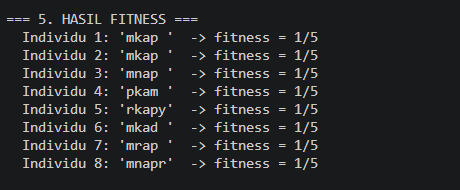 === 5. HASIL FITNESS ===
Individu 1: 'mkap ' -> fitness = 1/5
Individu 2: 'mkap ' -> fitness = 1/5
Individu 3: 'mnap ' -> fitness = 1/5
Individu 4: 'pkam ' -> fitness = 1/5
Individu 5: 'rkapy' -> fitness = 1/5
Individu 6: 'mkad ' -> fitness = 1/5
Individu 7: 'mrap ' -> fitness = 1/5
Individu 8: 'mnapr' -> fitness = 1/5